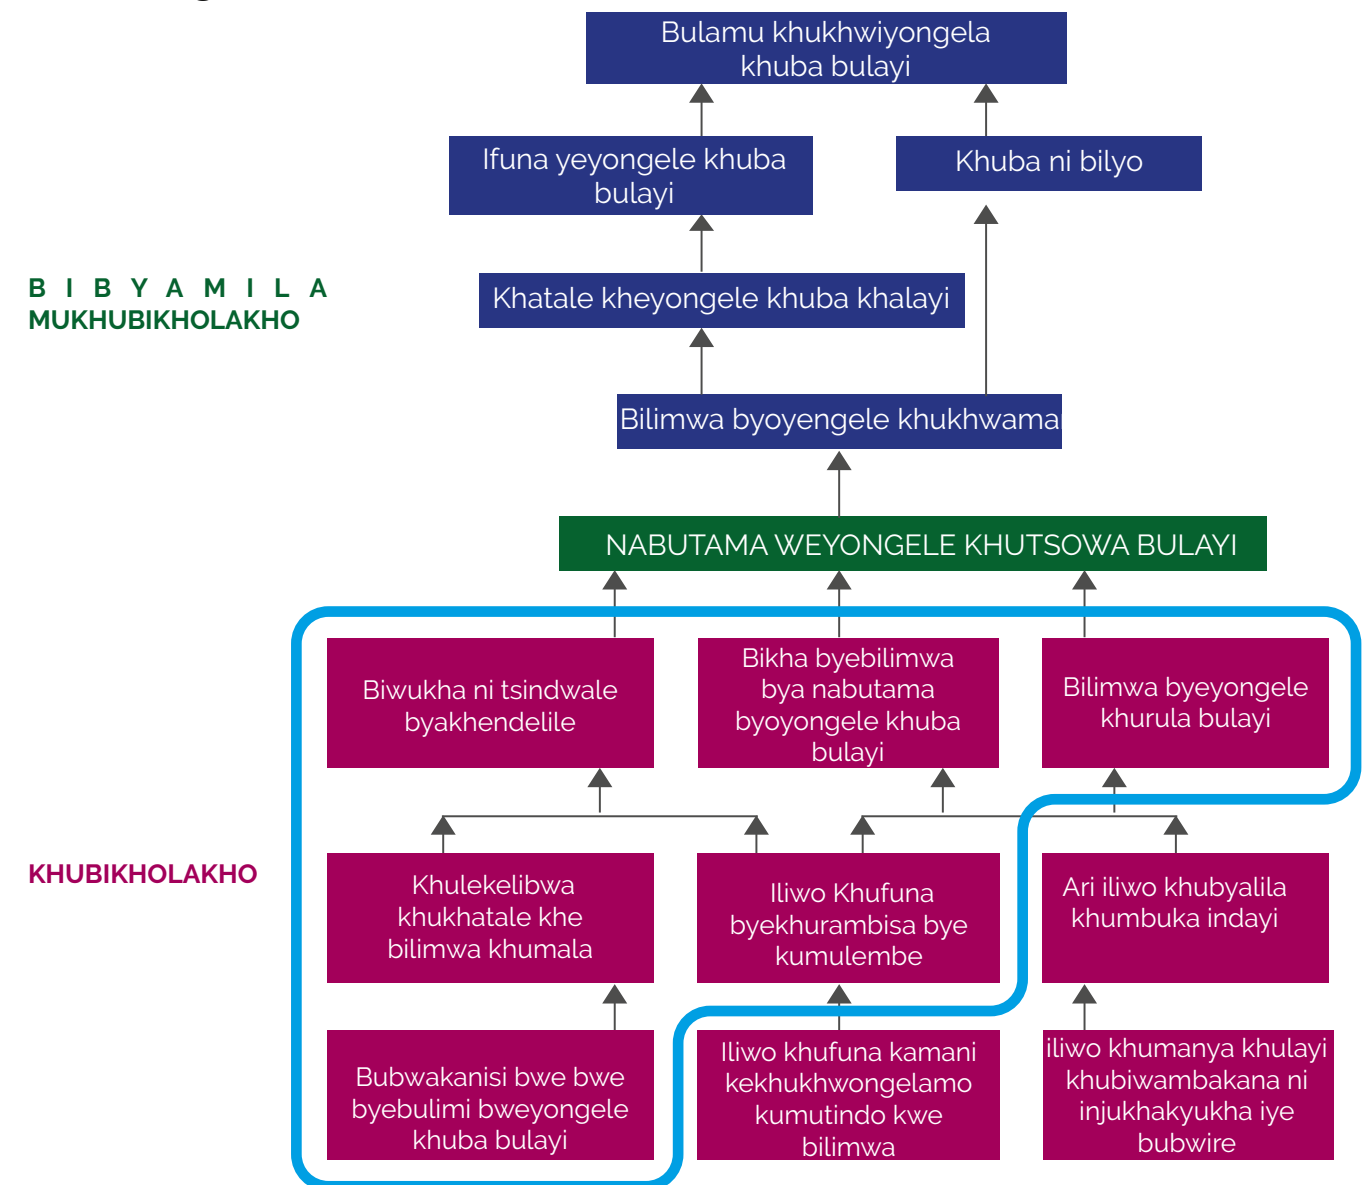 Bulamu khukhwiyongela
khuba bulayi
Ifuna yeyongele khuba
bulayi
Khuba ni bilyo
B I B Y A M I L A
MUKHUBIKHOLAKHO
Khatale kheyongele khuba khalayi
Bilimwa byoyengele khukhwama
NABUTAMA WEYONGELE KHUTSOWA BULAYI
Biwukha ni tsindwale
byakhendelile
Bikha byebilimwa
bya nabutama
byoyongele khuba
bulayi
Bilimwa byeyongele
khurula bulayi
KHUBIKHOLAKHO
Khulekelibwa
khukhatale khe
bilimwa khumala
Iliwo Khufuna
byekhurambisa bye
kumulembe
Ari iliwo khubyalila
khumbuka indayi
Bubwakanisi bwe bwe
byebulimi bweyongele
khuba bulayi
Iliwo khufuna kamani
kekhukhwongelamo
kumutindo kwe
bilimwa
iliwo khumanya khulayi
khubiwambakana ni
injukhakyukha iye
bubwire